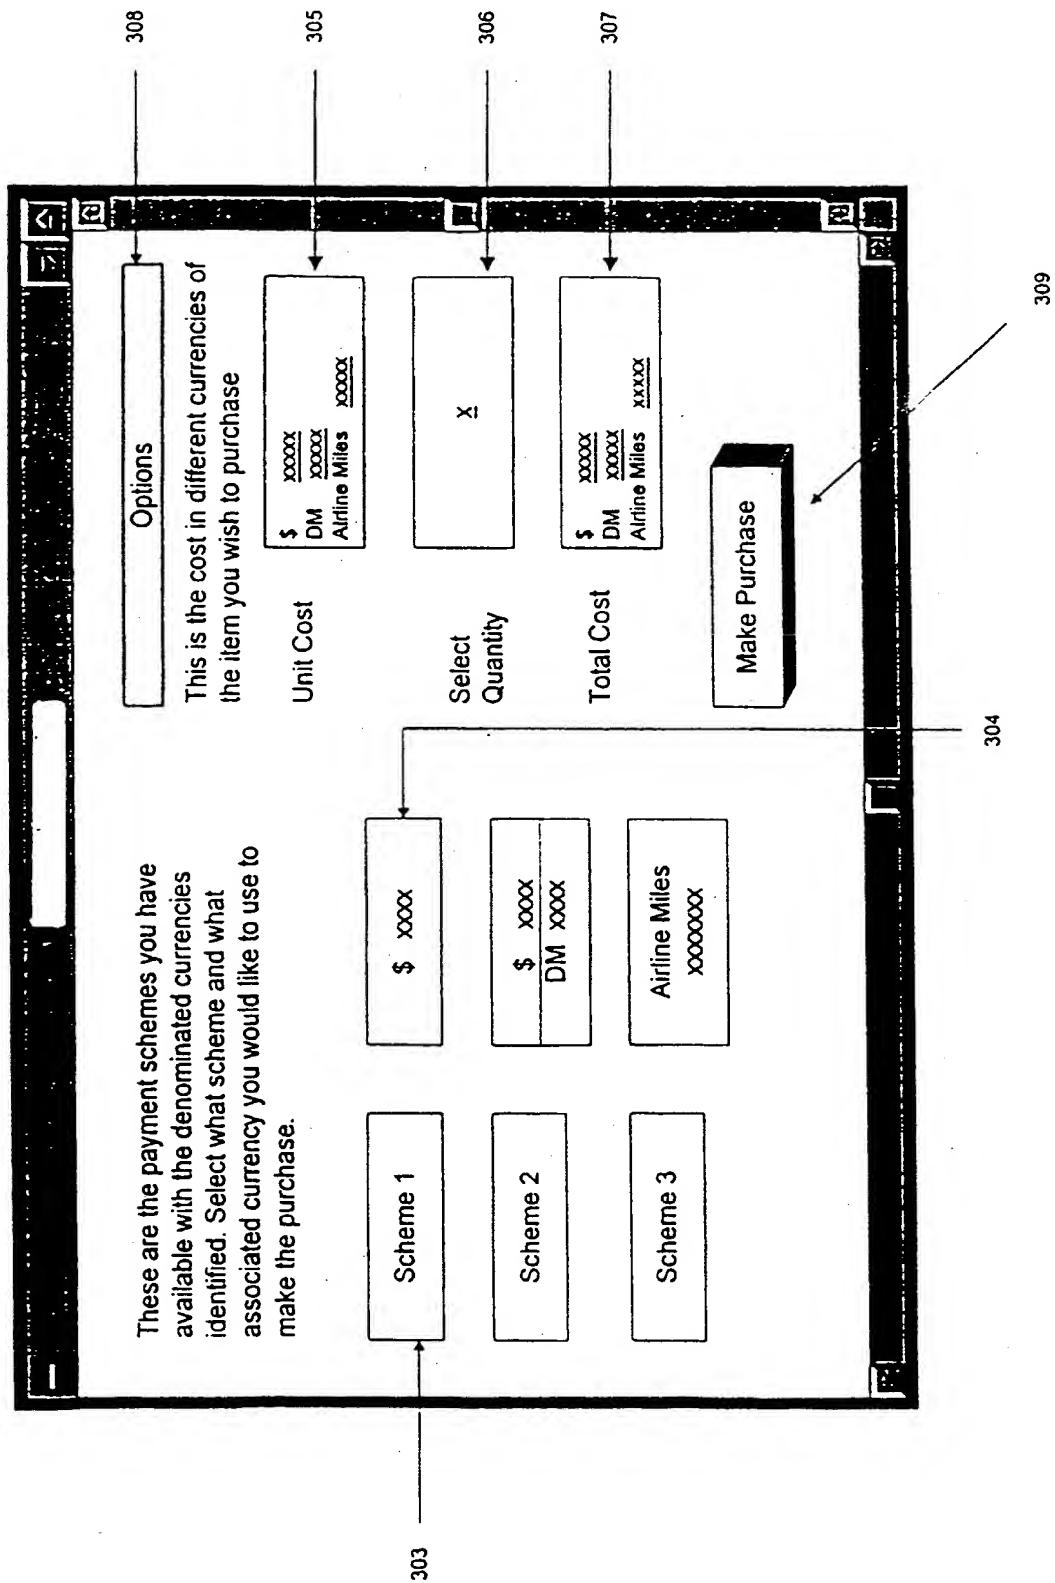 308
305
306
307
These are the payment schemes you have
available with the denominated currencies
identified. Select what scheme and what
associated currency you would like to use to
make the purchase.
Options
This is the cost in different currencies of
the item you wish to purchase
303
Scheme 1
$ xxxx
Scheme 2
$ xxxx
DM xxxx
Scheme 3
Airline Miles
xxxxxxx
304
Unit Cost
$ xxxxx
DM xxxxx
Airline Miles xxxxx
Select
Quantity
x
Total Cost
$ xxxxx
DM xxxxx
Airline Miles xxxxx
Make Purchase
309